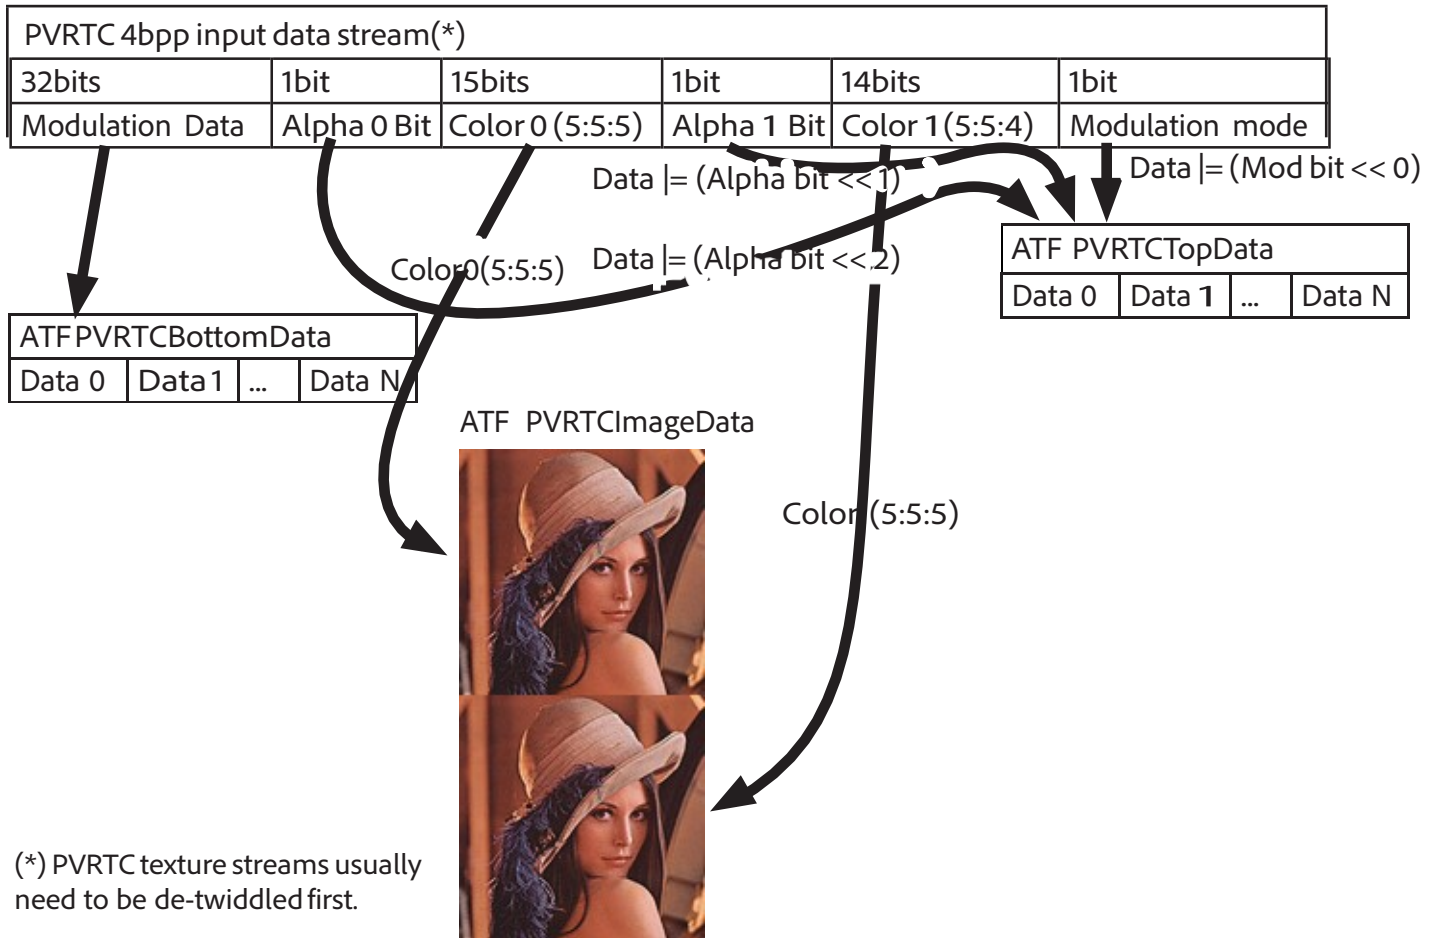 PVRTC 4bpp input data stream(*)
32bits 1bit 15bits 1bit 14bits 1bit
Modulation Data Alpha 0 Bit Color 0 (5:5:5) Alpha 1 Bit Color 1 (5:5:4) Modulation mode
Data |= (Alpha bit << 1)
Data |= (Mod bit << 0)
Color0(5:5:5)
Data |= (Alpha bit << 2)
ATF PVRTCTopData
Data 0 Data 1 ... Data N
ATF PVRTCBottomData
Data 0 Data 1 ... Data N
ATF PVRTCImageData
Color (5:5:5)
(*) PVRTC texture streams usually
need to be de-twiddled first.